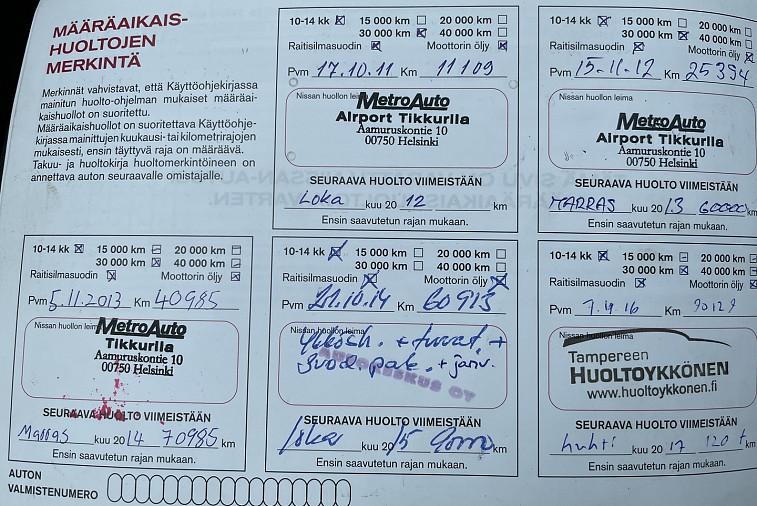 MÄÄRÄAIKAIS-
HUOLTOJEN
MERKINTÄ
Merkinnät vahvistavat, että Käyttöohjekirjassa
mainitun huolto-ohjelman mukaiset määräai-
kaishuollot on suoritettu.
Määräaikaishuollot on suoritettava Käyttöohje-
kirjassa mainittujen kuukausi- tai kilometrirajojen
mukaisesti, ensin täyttyvä raja on määräävä.
Takuu- ja huoltokirja huoltomerkintöineen on
annettava auton seuraavalle omistajalle.
10-14 kk 15 000 km 20 000 km
30 000 km 40 000 km
Raitisilmasuodin Moottorin öljy
Pvm 17.10.11 Km 11109
Nissan huollon leima
MetroAuto
Airport Tikkurila
Aamuruskontie 10
00750 Helsinki
SEURAAVA HUOLTO VIIMEISTÄÄN
Loka kuu 20 12 km
Ensin saavutetun rajan mukaan.
10-14 kk 15 000 km 20 000 km
30 000 km 40 000 km
Raitisilmasuodin Moottorin öljy
Pvm 15-11-12 Km 25394
Nissan huollon leima
MetroAuto
Airport Tikkurila
Aamuruskontie 10
00750 Helsinki
SEURAAVA HUOLTO VIIMEISTÄÄN
MARRAS kuu 20 13 60000 km
Ensin saavutetun rajan mukaan.
10-14 kk 15 000 km 20 000 km
30 000 km 40 000 km
Raitisilmasuodin Moottorin öljy
Pvm 5.11.2013 Km 40985
Nissan huollon leima
MetroAuto
Tikkurila
Aamuruskontie 10
00750 Helsinki
SEURAAVA HUOLTO VIIMEISTÄÄN
Marras kuu 20 14 70985 km
Ensin saavutetun rajan mukaan.
10-14 kk 15 000 km 20 000 km
30 000 km 40 000 km
Raitisilmasuodin Moottorin öljy
Pvm 21.10.14 Km 60913
Nissan huollon leima
+ +
pak. + jarv.
OY
SEURAAVA HUOLTO VIIMEISTÄÄN
loka kuu 20 15 km
Ensin saavutetun rajan mukaan.
10-14 kk 15 000 km 20 000 km
30 000 km 40 000 km
Raitisilmasuodin Moottorin öljy
Pvm 7.4.16 Km 90129
Nissan huollon leima
Tampereen
HUOLTOYKKÖNEN
www.huoltoykkonen.fi
SEURAAVA HUOLTO VIIMEISTÄÄN
huhti kuu 20 17 120 t km
Ensin saavutetun rajan mukaan.
AUTON
VALMISTENUMERO